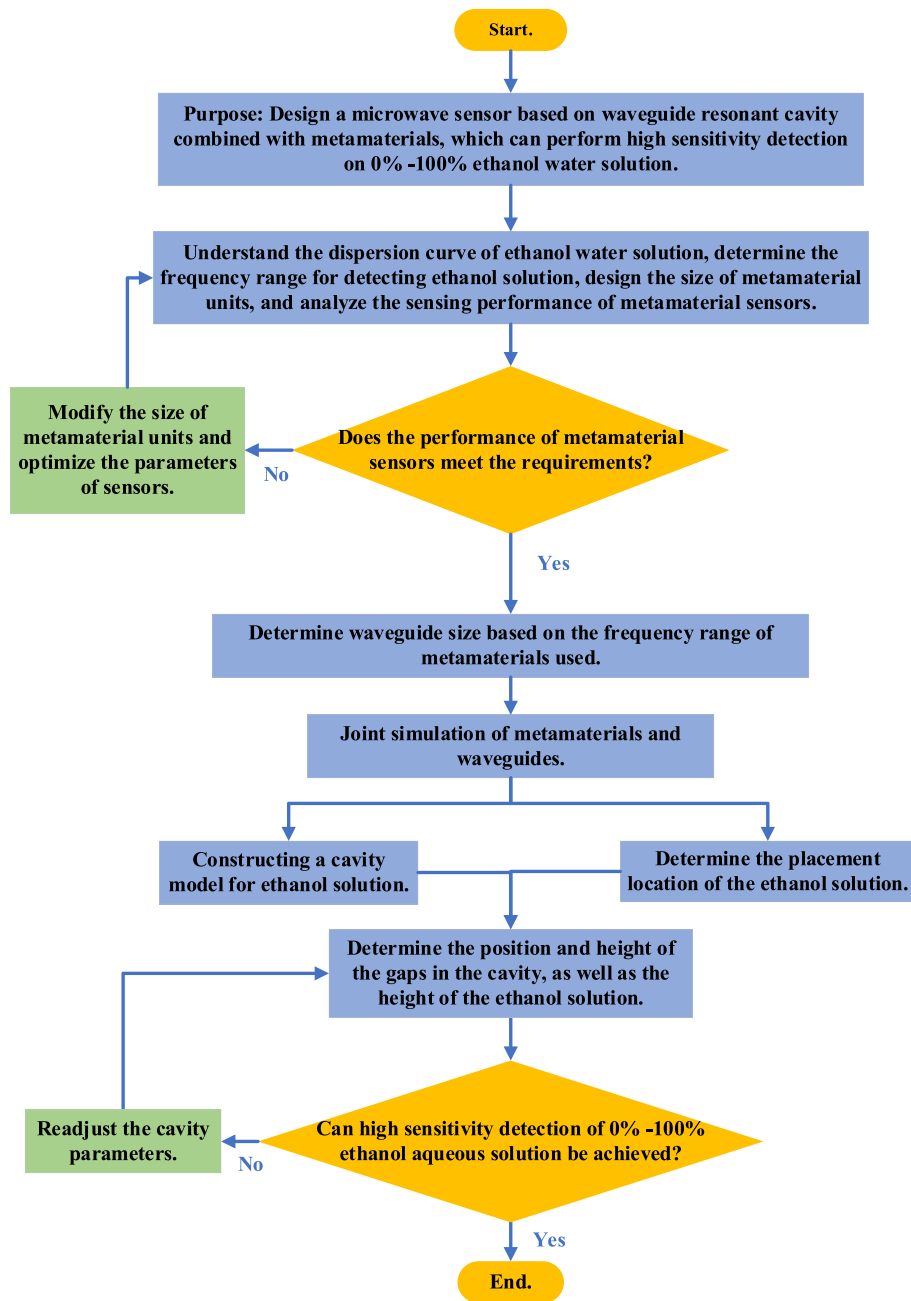 Start.
Purpose: Design a microwave sensor based on waveguide resonant cavity
combined with metamaterials, which can perform high sensitivity detection
on 0% -100% ethanol water solution.
Understand the dispersion curve of ethanol water solution, determine the
frequency range for detecting ethanol solution, design the size of metamaterial
units, and analyze the sensing performance of metamaterial sensors.
Modify the size of
metamaterial units and
optimize the parameters
of sensors.
No
Does the performance of metamaterial
sensors meet the requirements?
Yes
Determine waveguide size based on the frequency range of
metamaterials used.
Joint simulation of metamaterials and
waveguides.
Constructing a cavity
model for ethanol solution.
Determine the placement
location of the ethanol solution.
Determine the position and height of
the gaps in the cavity, as well as the
height of the ethanol solution.
Readjust the cavity
parameters.
No
Can high sensitivity detection of 0% -100%
ethanol aqueous solution be achieved?
Yes
End.